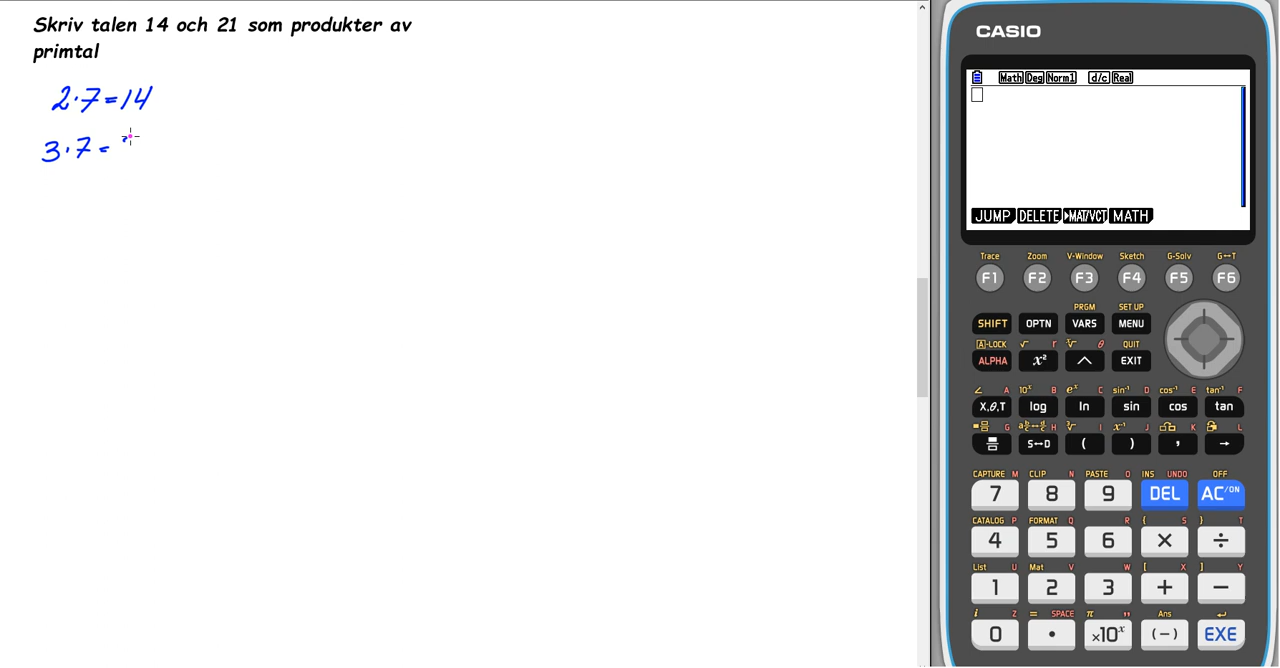 Skriv talen 14 och 21 som produkter av
primtal
2·7=14
3·7=
CASIO
Math Deg Norm1 d/c Real
JUMP DELETE ▶MAT/VCT MATH
Trace Zoom V-Window Sketch G-Solv G↔T
F1 F2 F3 F4 F5 F6
PRGM SET UP
SHIFT OPTN VARS MENU
A-LOCK √ r ³√ θ QUIT
ALPHA x² ^ EXIT
∠ A 10ˣ B eˣ C sin⁻¹ D cos⁻¹ E tan⁻¹ F
X,θ,T log ln sin cos tan
G H I x⁻¹ J K L
S↔D ( ) , →
CAPTURE M CLIP N PASTE O INS UNDO OFF
7 8 9 DEL AC/ON
CATALOG P FORMAT Q R { S } T
4 5 6 × ÷
List U Mat V W [ X ] Y
1 2 3 + −
i Z = SPACE π " Ans ↵
0 • ×10ˣ (−) EXE